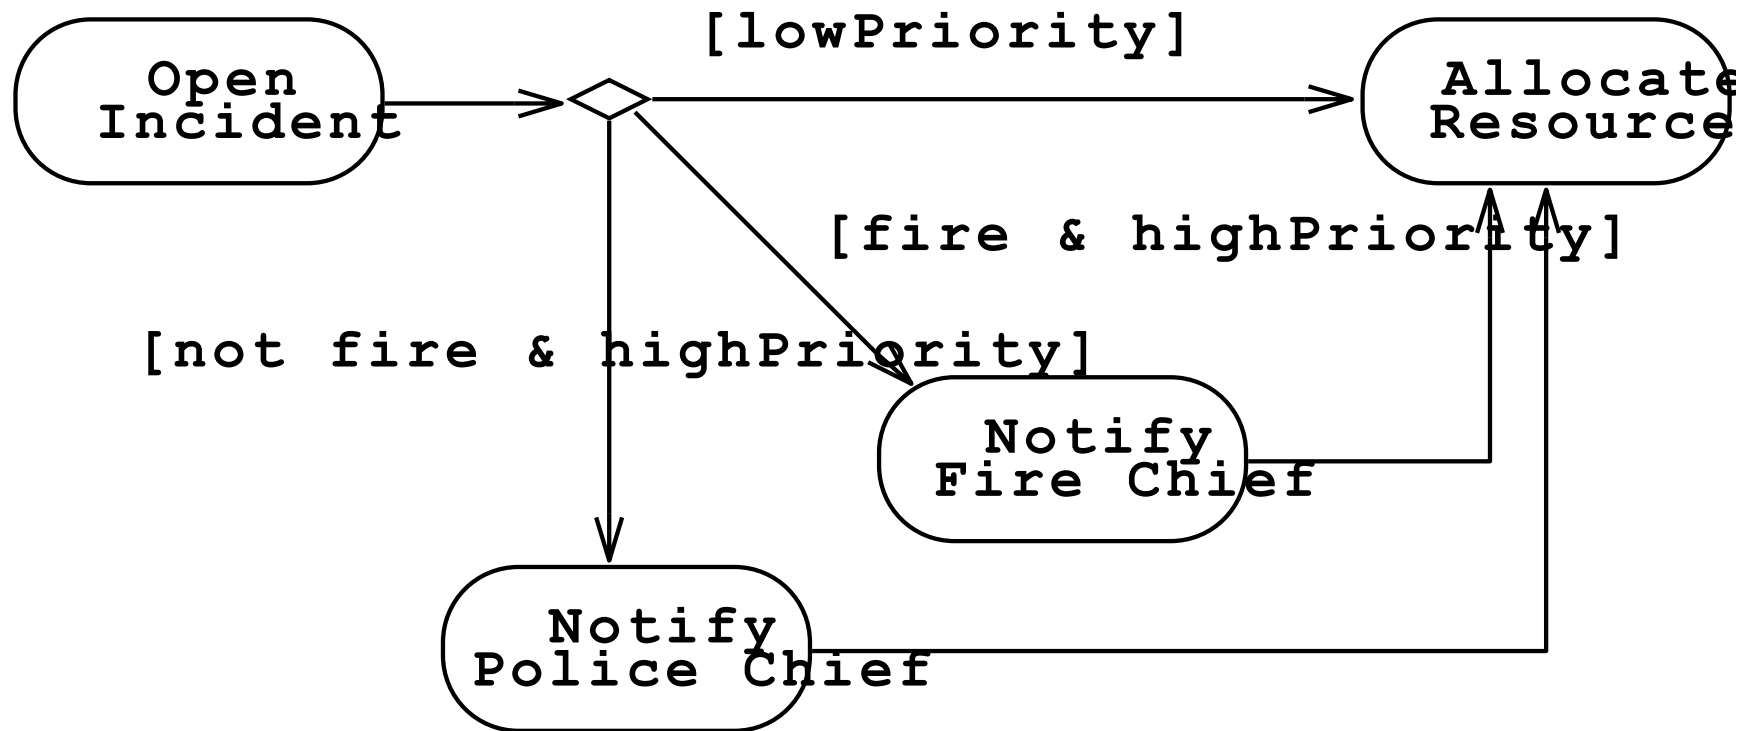 [lowPriority]
Open
Incident
Allocate
Resource
[fire & highPriority]
[not fire & highPriority]
Notify
Fire Chief
Notify
Police Chief